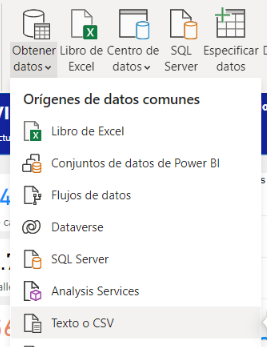 Obtener datos
Libro de Excel
Centro de datos
SQL Server
Especificar datos
Orígenes de datos comunes
Libro de Excel
Conjuntos de datos de Power BI
Flujos de datos
Dataverse
SQL Server
Analysis Services
Texto o CSV